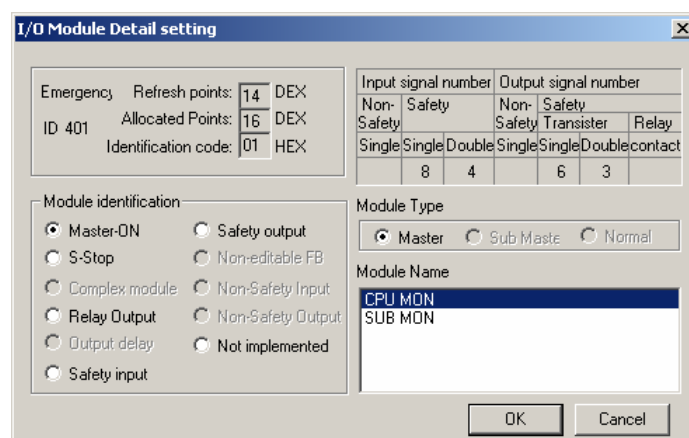 I/O Module Detail setting
Emergency Refresh points: 14 DEX
ID 401 Allocated Points: 16 DEX
Identification code: 01 HEX
Input signal number Output signal number
Non-Safety Safety Non-Safety Safety
Transister Relay
Single Single Double Single Single Double contact
8 4 6 3
Module identification
Master-ON Safety output
S-Stop Non-editable FB
Complex module Non-Safety Input
Relay Output Non-Safety Output
Output delay Not implemented
Safety input
Module Type
Master Sub Maste Normal
Module Name
CPU MON
SUB MON
OK Cancel